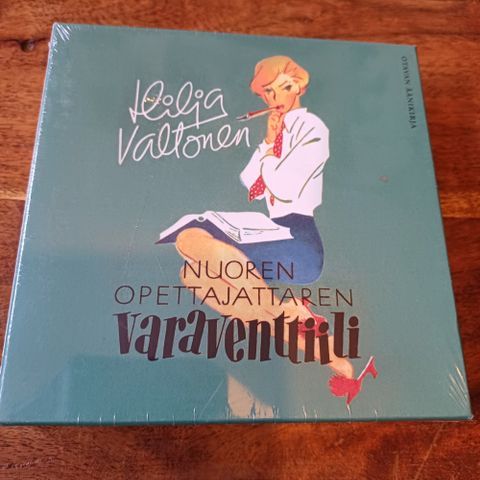 Hilja
Valtonen
NUOREN
OPETTAJATTAREN
varaventtiili
OTAVAN ÄÄNIKIRJA